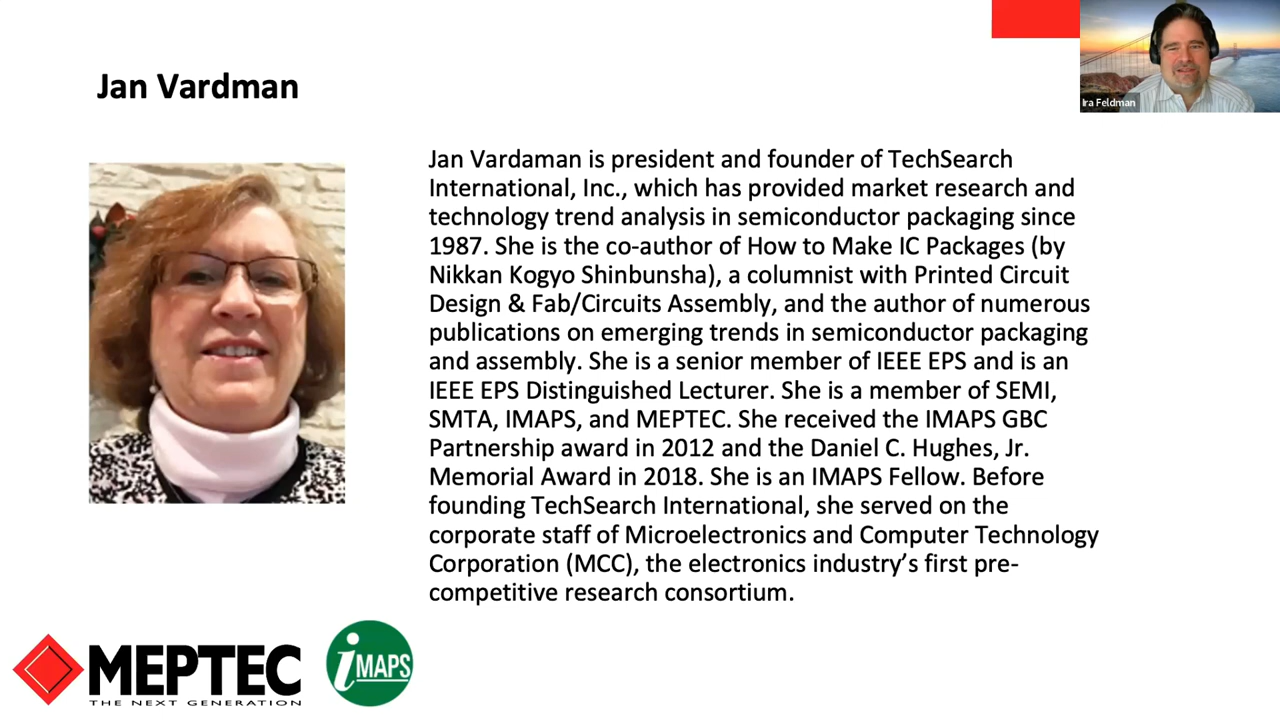 Jan Vardman
Ira Feldman
Jan Vardaman is president and founder of TechSearch
International, Inc., which has provided market research and
technology trend analysis in semiconductor packaging since
1987. She is the co-author of How to Make IC Packages (by
Nikkan Kogyo Shinbunsha), a columnist with Printed Circuit
Design & Fab/Circuits Assembly, and the author of numerous
publications on emerging trends in semiconductor packaging
and assembly. She is a senior member of IEEE EPS and is an
IEEE EPS Distinguished Lecturer. She is a member of SEMI,
SMTA, IMAPS, and MEPTEC. She received the IMAPS GBC
Partnership award in 2012 and the Daniel C. Hughes, Jr.
Memorial Award in 2018. She is an IMAPS Fellow. Before
founding TechSearch International, she served on the
corporate staff of Microelectronics and Computer Technology
Corporation (MCC), the electronics industry’s first pre-
competitive research consortium.
MEPTEC
THE NEXT GENERATION
iMAPS